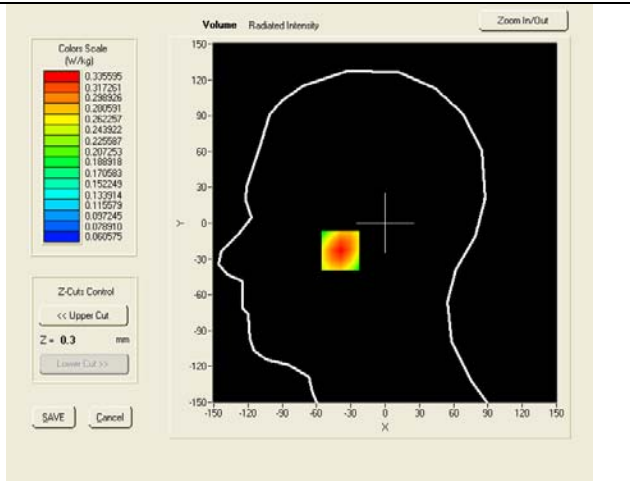 Volume Radiated Intensity
Zoom In/Out
Colors Scale
(W/kg)
0.335595
0.317261
0.298926
0.280591
0.262257
0.243922
0.225587
0.207253
0.188918
0.170583
0.152249
0.133914
0.115579
0.097245
0.078910
0.060575
150
120
90
60
30
0
-30
-60
-90
-120
-150
Y
-150 -120 -90 -60 -30 0 30 60 90 120 150
X
Z-Cuts Control
<< Upper Cut
Z = 0.3 mm
Lower Cut >>
SAVE Cancel